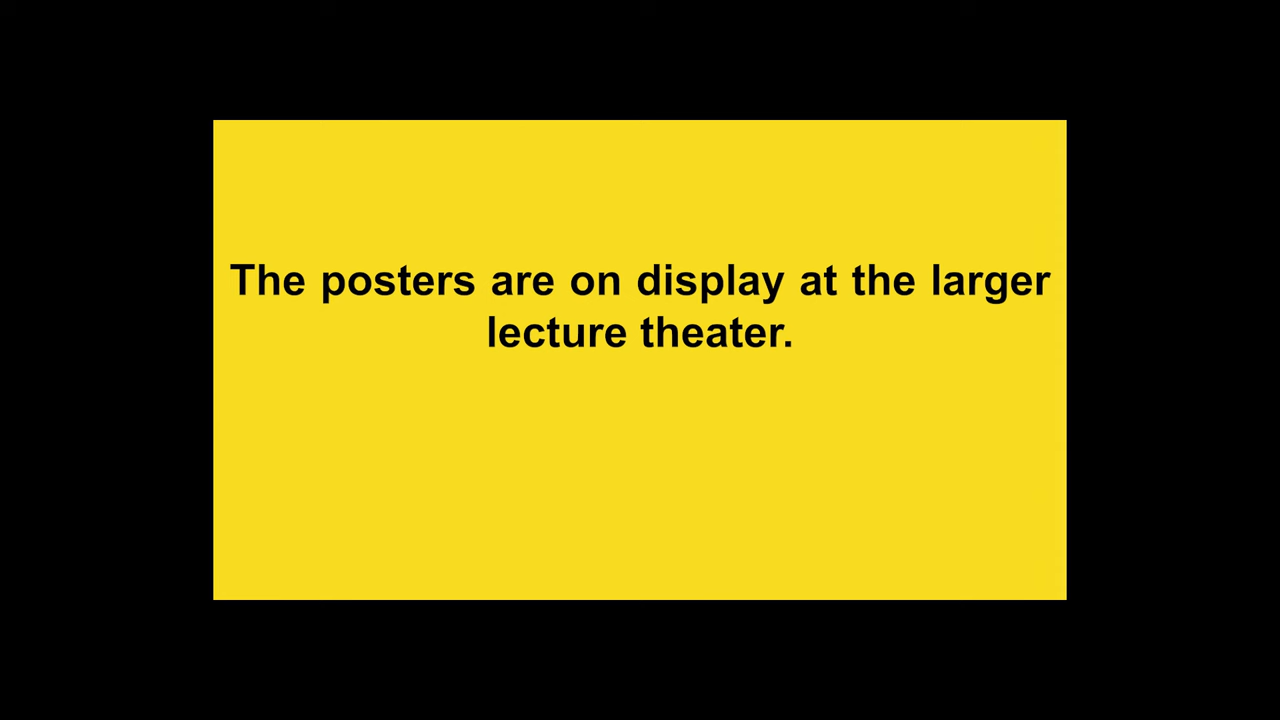 The posters are on display at the larger
lecture theater.